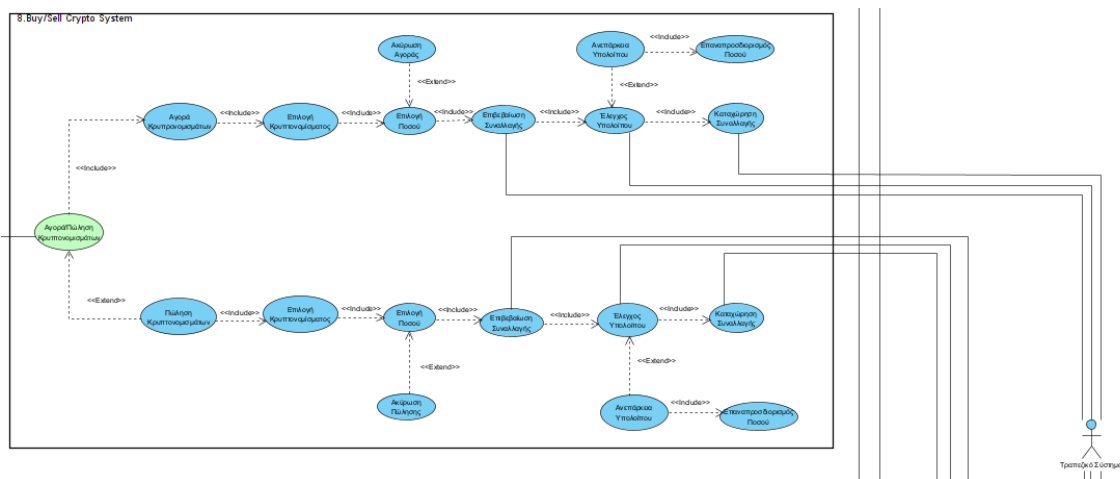 8.Buy/Sell Crypto System
Ακύρωση
Αγοράς
Ανεπάρκεια
Υπολοίπου
<<Include>>
Επαναπροσδιορισμός
Ποσού
<<Extend>>
<<Extend>>
Αγορά
Κρυπρονομισμάτων
<<Include>>
Επιλογή
Κρυπτονομίσματος
<<Include>>
Επιλογή
Ποσού
<<Include>>
Επιβεβαίωση
Συναλλαγής
<<Include>>
Έλεγχος
Υπολοίπου
<<Include>>
Καταχώρηση
Συναλλαγής
<<Include>>
Αγορά/Πώληση
Κρυπτονομισμάτων
<<Extend>>
Πώληση
Κρυπτονομισμάτων
<<Include>>
Επιλογή
Κρυπτονομίσματος
<<Include>>
Επιλογή
Ποσού
<<Include>>
Επιβεβαίωση
Συναλλαγής
<<Include>>
Έλεγχος
Υπολοίπου
<<Include>>
Καταχώρηση
Συναλλαγής
<<Extend>>
<<Extend>>
Ακύρωση
Πώλησης
Ανεπάρκεια
Υπολοίπου
<<Include>>
Επαναπροσδιορισμός
Ποσού
Τραπεζικό Σύστημα